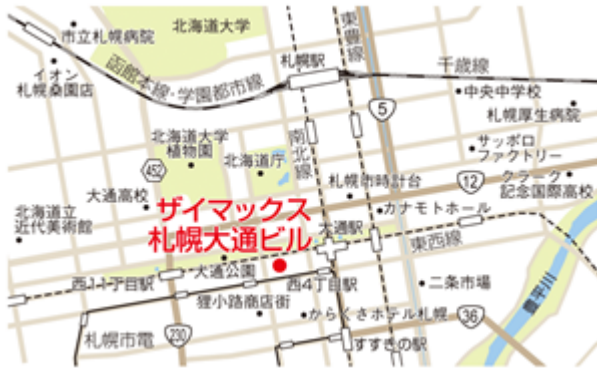 北海道大学
市立札幌病院
イオン
札幌桑園店
函館本線・学園都市線
札幌駅
東豊線
千歳線
5
中央中学校
札幌厚生病院
北海道大学
植物園
南北線
サッポロ
ファクトリー
452
北海道庁
クラーク
記念国際高校
12
大通高校
札幌市時計台
ザイマックス
札幌大通ビル
カナモトホール
北海道立
近代美術館
大通駅
東西線
大通公園
西11丁目駅
西4丁目駅
二条市場
豊平川
狸小路商店街
からくさホテル札幌
36
札幌市電
230
すすきの駅